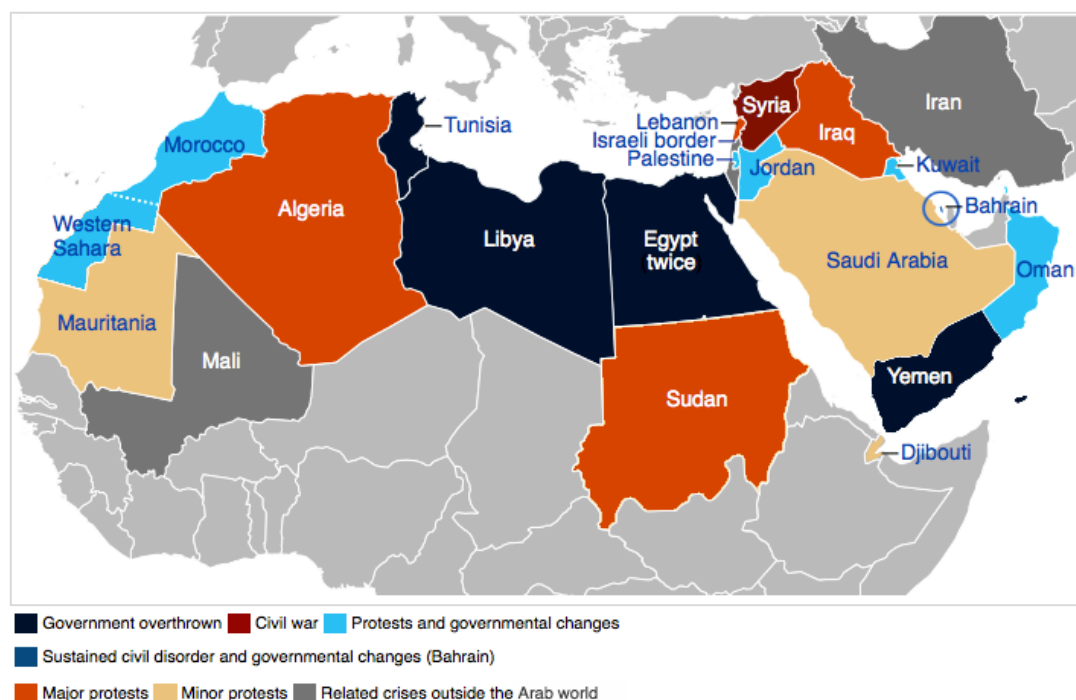 Syria
Iran
Tunisia
Lebanon
Iraq
Israeli border
Morocco
Palestine
Kuwait
Jordan
Algeria
Bahrain
Western
Sahara
Libya
Egypt
twice
Saudi Arabia
Oman
Mauritania
Mali
Yemen
Sudan
Djibouti
Government overthrown Civil war Protests and governmental changes
Sustained civil disorder and governmental changes (Bahrain)
Major protests Minor protests Related crises outside the Arab world